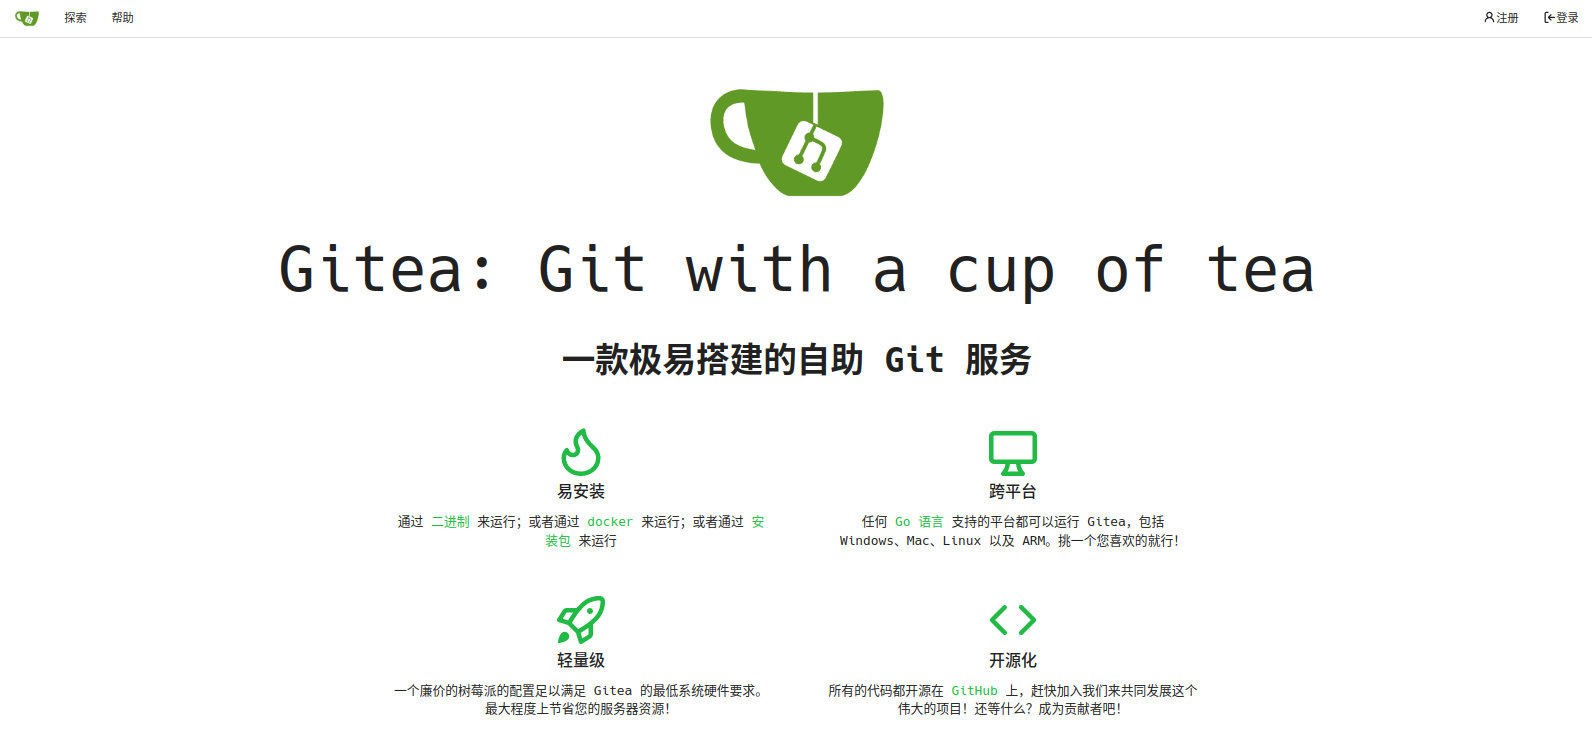 探索 帮助 注册 登录
Gitea: Git with a cup of tea
一款极易搭建的自助 Git 服务
易安装
通过 二进制 来运行；或者通过 docker 来运行；或者通过 安
装包 来运行
跨平台
任何 Go 语言 支持的平台都可以运行 Gitea，包括
Windows、Mac、Linux 以及 ARM。挑一个您喜欢的就行！
轻量级
一个廉价的树莓派的配置足以满足 Gitea 的最低系统硬件要求。
最大程度上节省您的服务器资源！
开源化
所有的代码都开源在 GitHub 上，赶快加入我们来共同发展这个
伟大的项目！还等什么？成为贡献者吧！